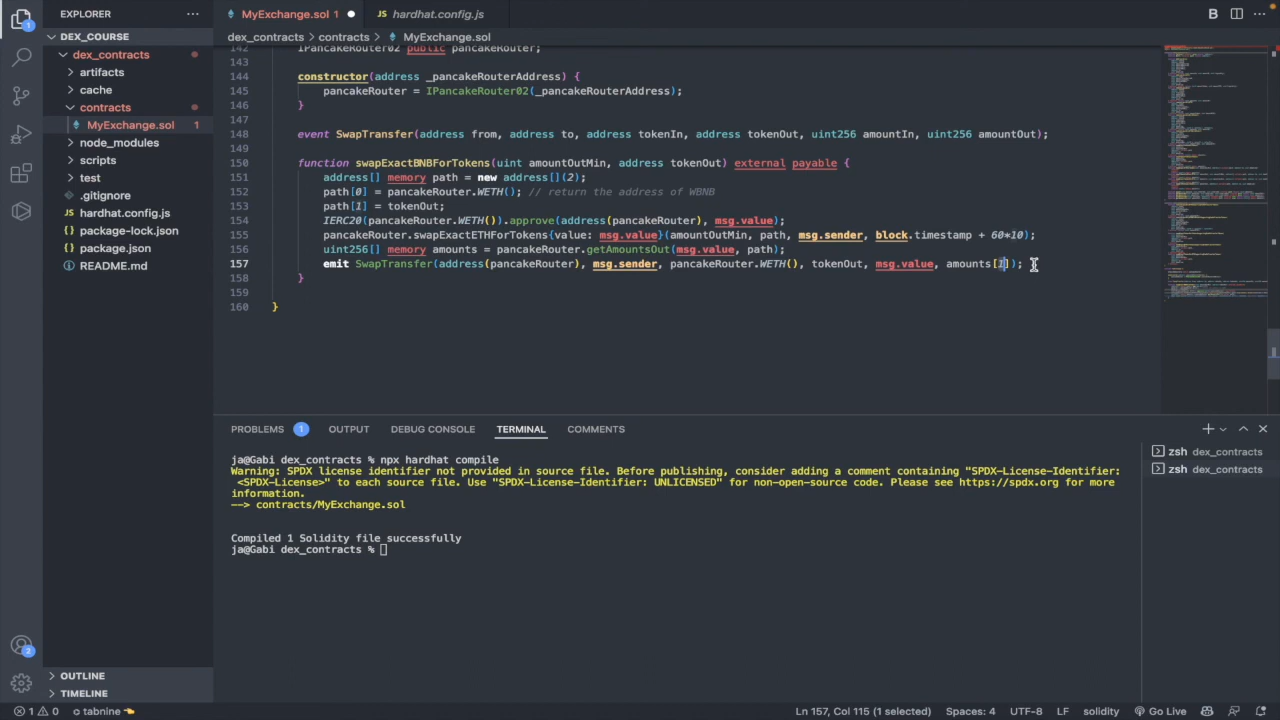 EXPLORER
MyExchange.sol 1
hardhat.config.js
DEX_COURSE
dex_contracts > contracts > MyExchange.sol
dex_contracts
artifacts
cache
contracts
MyExchange.sol 1
node_modules
scripts
test
.gitignore
hardhat.config.js
package-lock.json
package.json
README.md
142 IPancakeRouter02 public pancakeRouter;
143
144 constructor(address _pancakeRouterAddress) {
145 pancakeRouter = IPancakeRouter02(_pancakeRouterAddress);
146 }
147
148 event SwapTransfer(address from, address to, address tokenIn, address tokenOut, uint256 amountIn, uint256 amountOut);
149
150 function swapExactBNBForTokens(uint amountOutMin, address tokenOut) external payable {
151 address[] memory path = new address[](2);
152 path[0] = pancakeRouter.WETH(); // return the address of WBNB
153 path[1] = tokenOut;
154 IERC20(pancakeRouter.WETH()).approve(address(pancakeRouter), msg.value);
155 pancakeRouter.swapExactETHForTokens{value: msg.value}(amountOutMin, path, msg.sender, block.timestamp + 60*10);
156 uint256[] memory amounts = pancakeRouter.getAmountsOut(msg.value, path);
157 emit SwapTransfer(address(pancakeRouter), msg.sender, pancakeRouter.WETH(), tokenOut, msg.value, amounts[1]);
158 }
159
160 }
PROBLEMS 1 OUTPUT DEBUG CONSOLE TERMINAL COMMENTS
ja@Gabi dex_contracts % npx hardhat compile
Warning: SPDX license identifier not provided in source file. Before publishing, consider adding a comment containing "SPDX-License-Identifier:
<SPDX-License>" to each source file. Use "SPDX-License-Identifier: UNLICENSED" for non-open-source code. Please see https://spdx.org for more
information.
--> contracts/MyExchange.sol
Compiled 1 Solidity file successfully
ja@Gabi dex_contracts %
zsh dex_contracts
zsh dex_contracts
OUTLINE
TIMELINE
1 0 tabnine Ln 157, Col 115 (1 selected) Spaces: 4 UTF-8 LF solidity Go Live